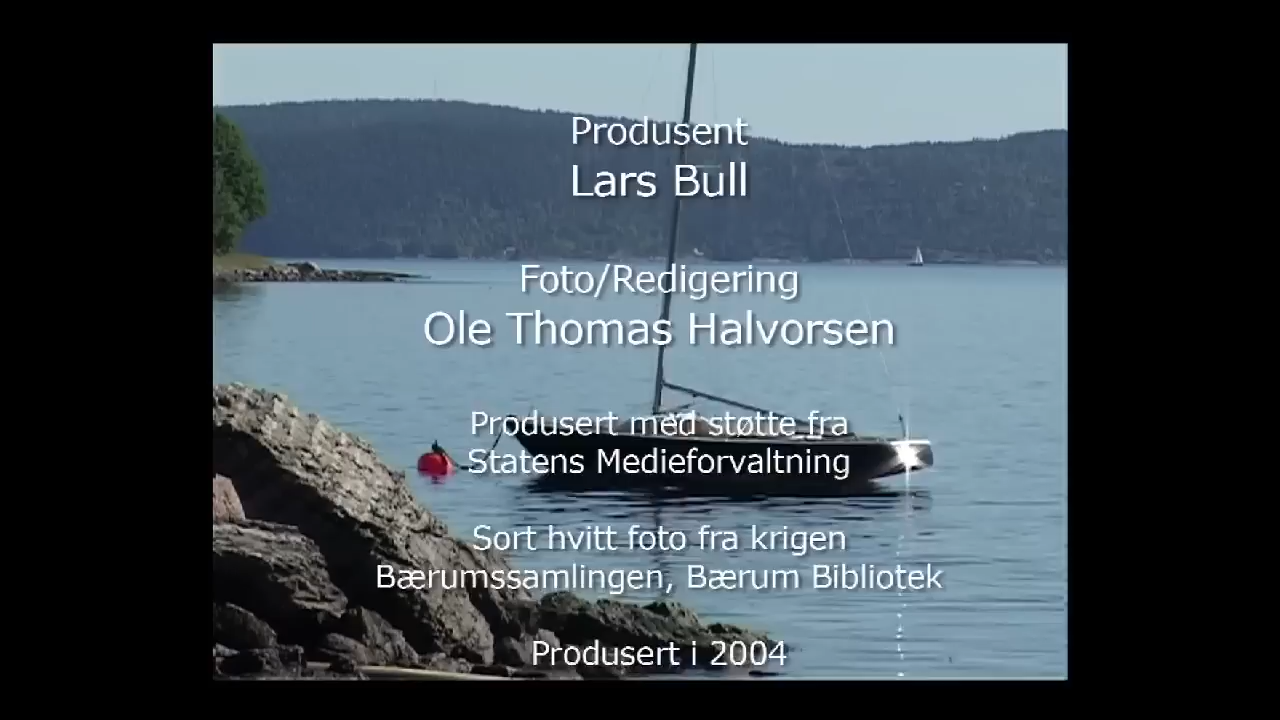 Produsent
Lars Bull
Foto/Redigering
Ole Thomas Halvorsen
Produsert med støtte fra
Statens Medieforvaltning
Sort hvitt foto fra krigen
Bærumssamlingen, Bærum Bibliotek
Produsert i 2004